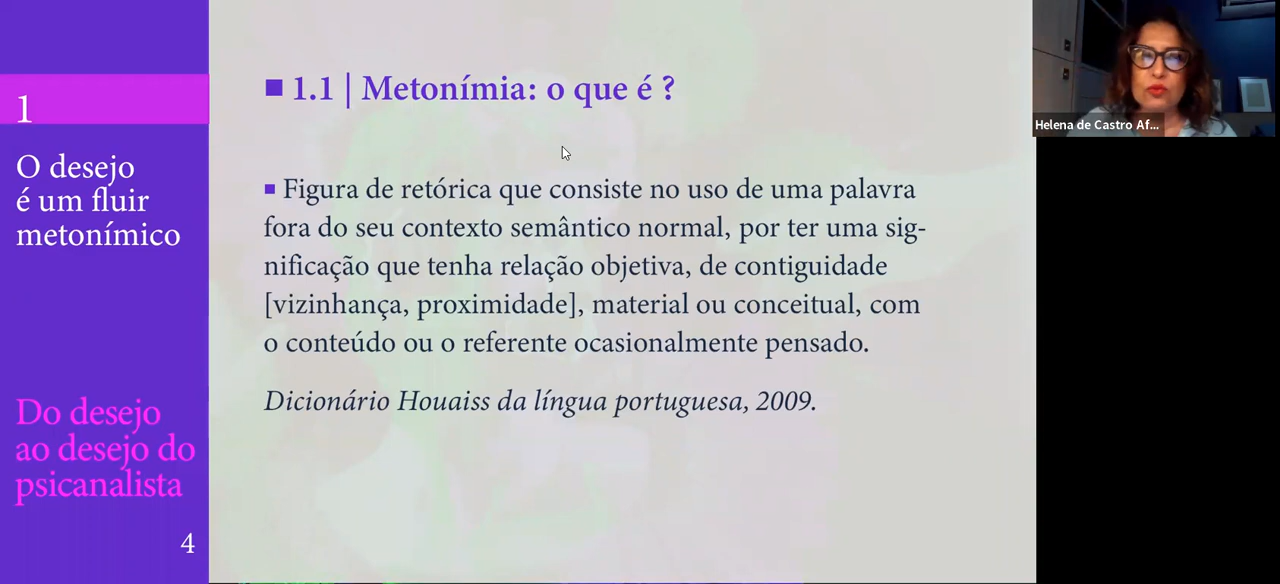 1
O desejo
é um fluir
metonímico
Do desejo
ao desejo do
psicanalista
4
■ 1.1 | Metonímia: o que é ?
■ Figura de retórica que consiste no uso de uma palavra
fora do seu contexto semântico normal, por ter uma sig-
nificação que tenha relação objetiva, de contiguidade
[vizinhança, proximidade], material ou conceitual, com
o conteúdo ou o referente ocasionalmente pensado.
Dicionário Houaiss da língua portuguesa, 2009.
Helena de Castro Af...